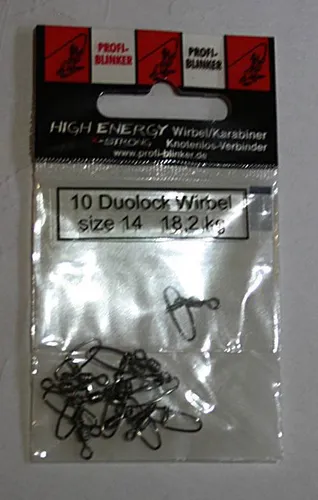 PROFI-
BLINKER
PROFI-
BLINKER
HIGH ENERGY Wirbel/Karabiner
X-STRONG Knotenlos-Verbinder
www.profi-blinker.de
10 Duolock Wirbel
size 14 18,2 kg